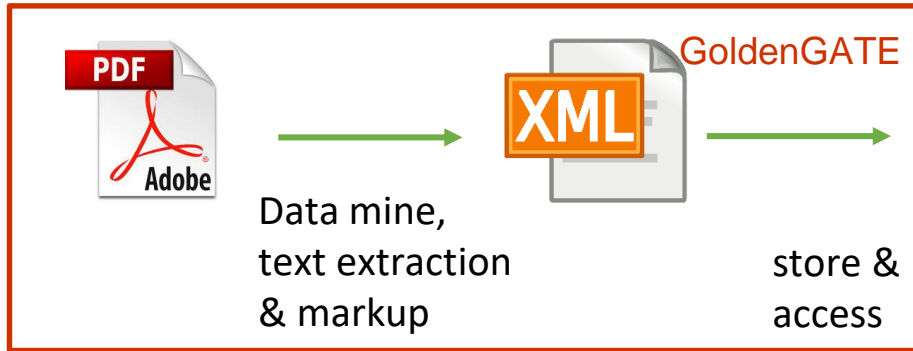 PDF
Adobe
XML
GoldenGATE
Data mine,
text extraction
& markup
store &
access